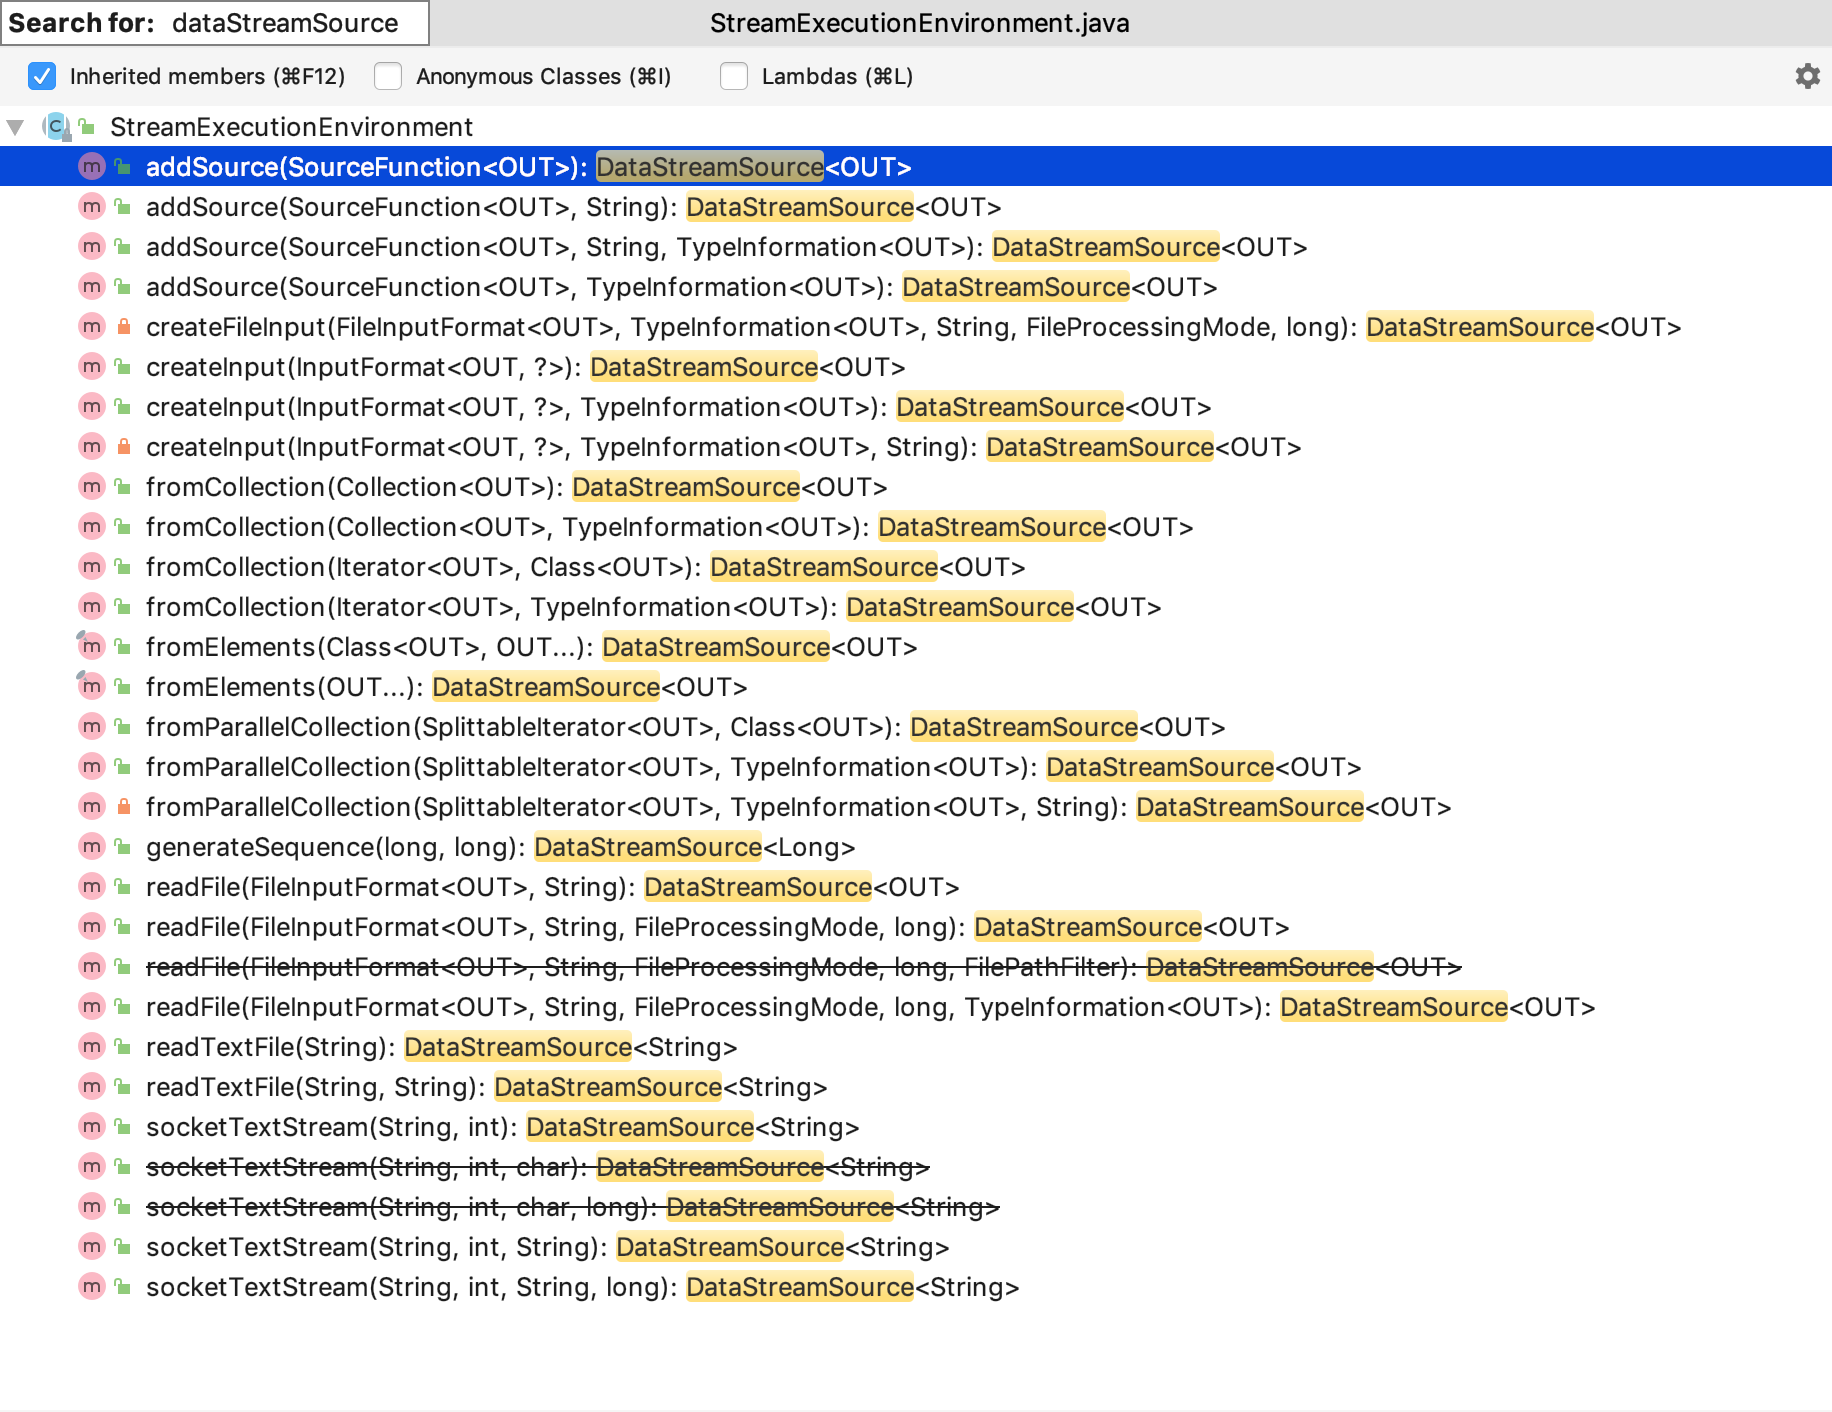 Search for: dataStreamSource StreamExecutionEnvironment.java
Inherited members (⌘F12) Anonymous Classes (⌘I) Lambdas (⌘L)
StreamExecutionEnvironment
addSource(SourceFunction<OUT>): DataStreamSource<OUT>
addSource(SourceFunction<OUT>, String): DataStreamSource<OUT>
addSource(SourceFunction<OUT>, String, TypeInformation<OUT>): DataStreamSource<OUT>
addSource(SourceFunction<OUT>, TypeInformation<OUT>): DataStreamSource<OUT>
createFileInput(FileInputFormat<OUT>, TypeInformation<OUT>, String, FileProcessingMode, long): DataStreamSource<OUT>
createInput(InputFormat<OUT, ?>): DataStreamSource<OUT>
createInput(InputFormat<OUT, ?>, TypeInformation<OUT>): DataStreamSource<OUT>
createInput(InputFormat<OUT, ?>, TypeInformation<OUT>, String): DataStreamSource<OUT>
fromCollection(Collection<OUT>): DataStreamSource<OUT>
fromCollection(Collection<OUT>, TypeInformation<OUT>): DataStreamSource<OUT>
fromCollection(Iterator<OUT>, Class<OUT>): DataStreamSource<OUT>
fromCollection(Iterator<OUT>, TypeInformation<OUT>): DataStreamSource<OUT>
fromElements(Class<OUT>, OUT...): DataStreamSource<OUT>
fromElements(OUT...): DataStreamSource<OUT>
fromParallelCollection(SplittableIterator<OUT>, Class<OUT>): DataStreamSource<OUT>
fromParallelCollection(SplittableIterator<OUT>, TypeInformation<OUT>): DataStreamSource<OUT>
fromParallelCollection(SplittableIterator<OUT>, TypeInformation<OUT>, String): DataStreamSource<OUT>
generateSequence(long, long): DataStreamSource<Long>
readFile(FileInputFormat<OUT>, String): DataStreamSource<OUT>
readFile(FileInputFormat<OUT>, String, FileProcessingMode, long): DataStreamSource<OUT>
readFile(FileInputFormat<OUT>, String, FileProcessingMode, long, FilePathFilter): DataStreamSource<OUT>
readFile(FileInputFormat<OUT>, String, FileProcessingMode, long, TypeInformation<OUT>): DataStreamSource<OUT>
readTextFile(String): DataStreamSource<String>
readTextFile(String, String): DataStreamSource<String>
socketTextStream(String, int): DataStreamSource<String>
socketTextStream(String, int, char): DataStreamSource<String>
socketTextStream(String, int, char, long): DataStreamSource<String>
socketTextStream(String, int, String): DataStreamSource<String>
socketTextStream(String, int, String, long): DataStreamSource<String>